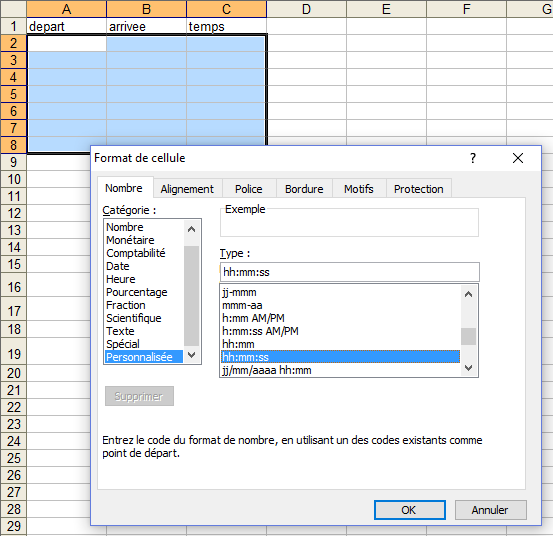 A B C D E F G
1 depart arrivee temps
2
3
4
5
6
7
8
9
10
11
12
13
14
15
16
17
18
19
20
21
22
23
24
25
26
27
28
29
Format de cellule
Nombre Alignement Police Bordure Motifs Protection
Catégorie :
Nombre
Monétaire
Comptabilité
Date
Heure
Pourcentage
Fraction
Scientifique
Texte
Spécial
Personnalisée
Exemple
Type :
hh:mm:ss
jj-mmm
mmm-aa
h:mm AM/PM
h:mm:ss AM/PM
hh:mm
hh:mm:ss
jj/mm/aaaa hh:mm
Supprimer
Entrez le code du format de nombre, en utilisant un des codes existants comme
point de départ.
OK Annuler